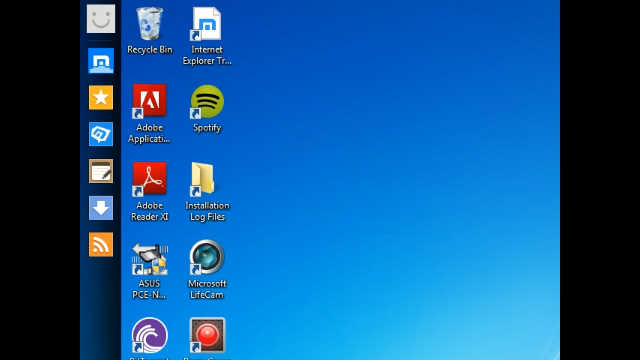 Recycle Bin
Internet
Explorer Tr...
Adobe
Applicati...
Spotify
Adobe
Reader XI
Installation
Log Files
ASUS
PCE-N...
Microsoft
LifeCam